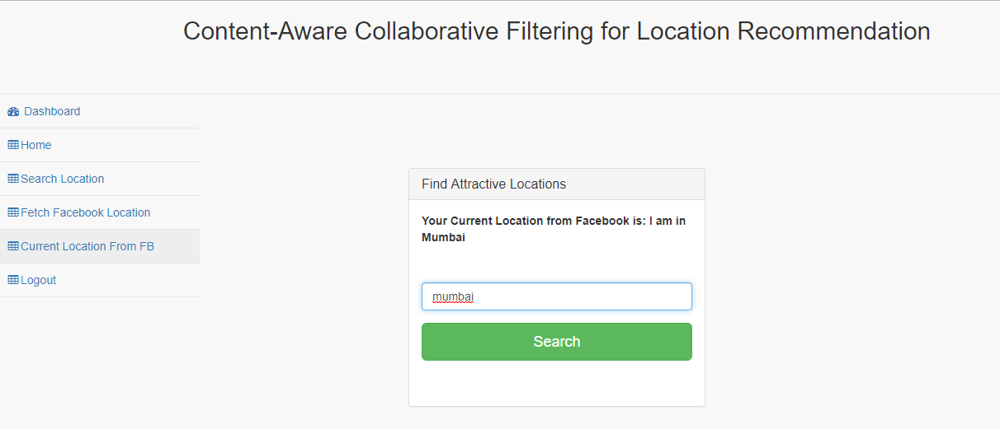 Content-Aware Collaborative Filtering for Location Recommendation
Dashboard
Home
Search Location
Fetch Facebook Location
Current Location From FB
Logout
Find Attractive Locations
Your Current Location from Facebook is: I am in
Mumbai
mumbai
Search